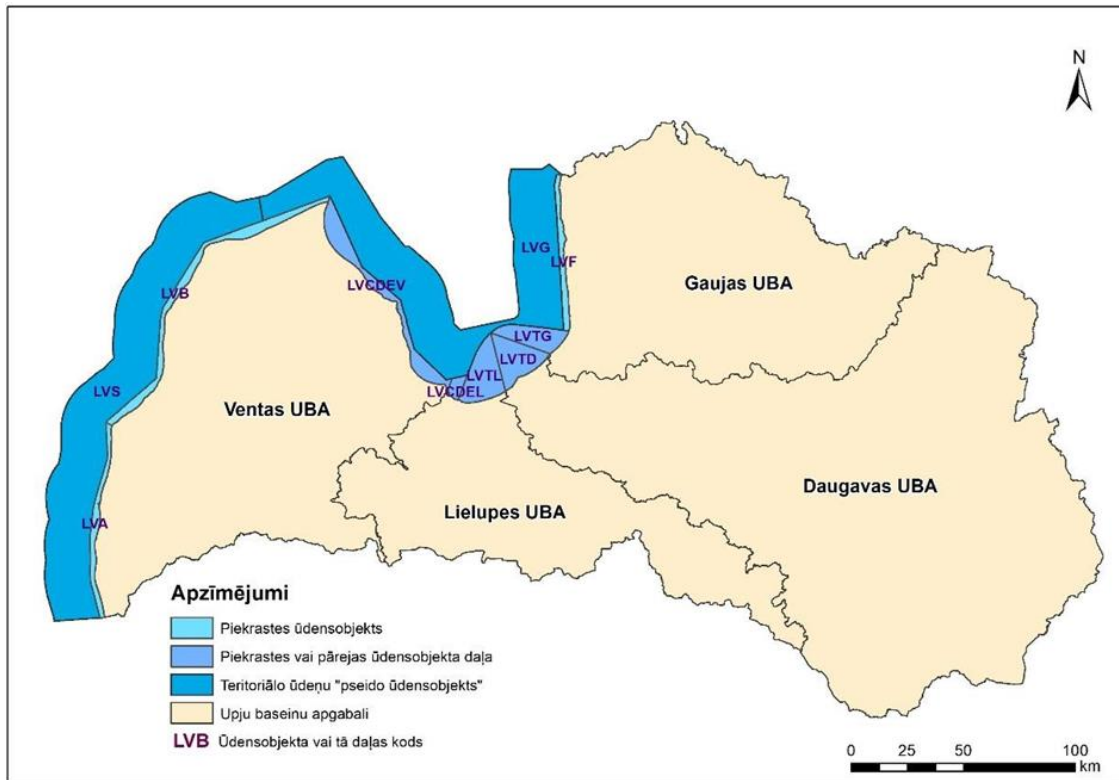 N
LVG
LVF
LVCDEV
LVB
Gaujas UBA
LVTG
LVTD
LVTL
LVCDEL
LVS
Ventas UBA
Daugavas UBA
Lielupes UBA
LVA
Apzīmējumi
Piekrastes ūdensobjekts
Piekrastes vai pārejas ūdensobjekta daļa
Teritoriālo ūdeņu "pseido ūdensobjekts"
Upju baseinu apgabali
LVB Ūdensobjekta vai tā daļas kods
0 25 50 100
km